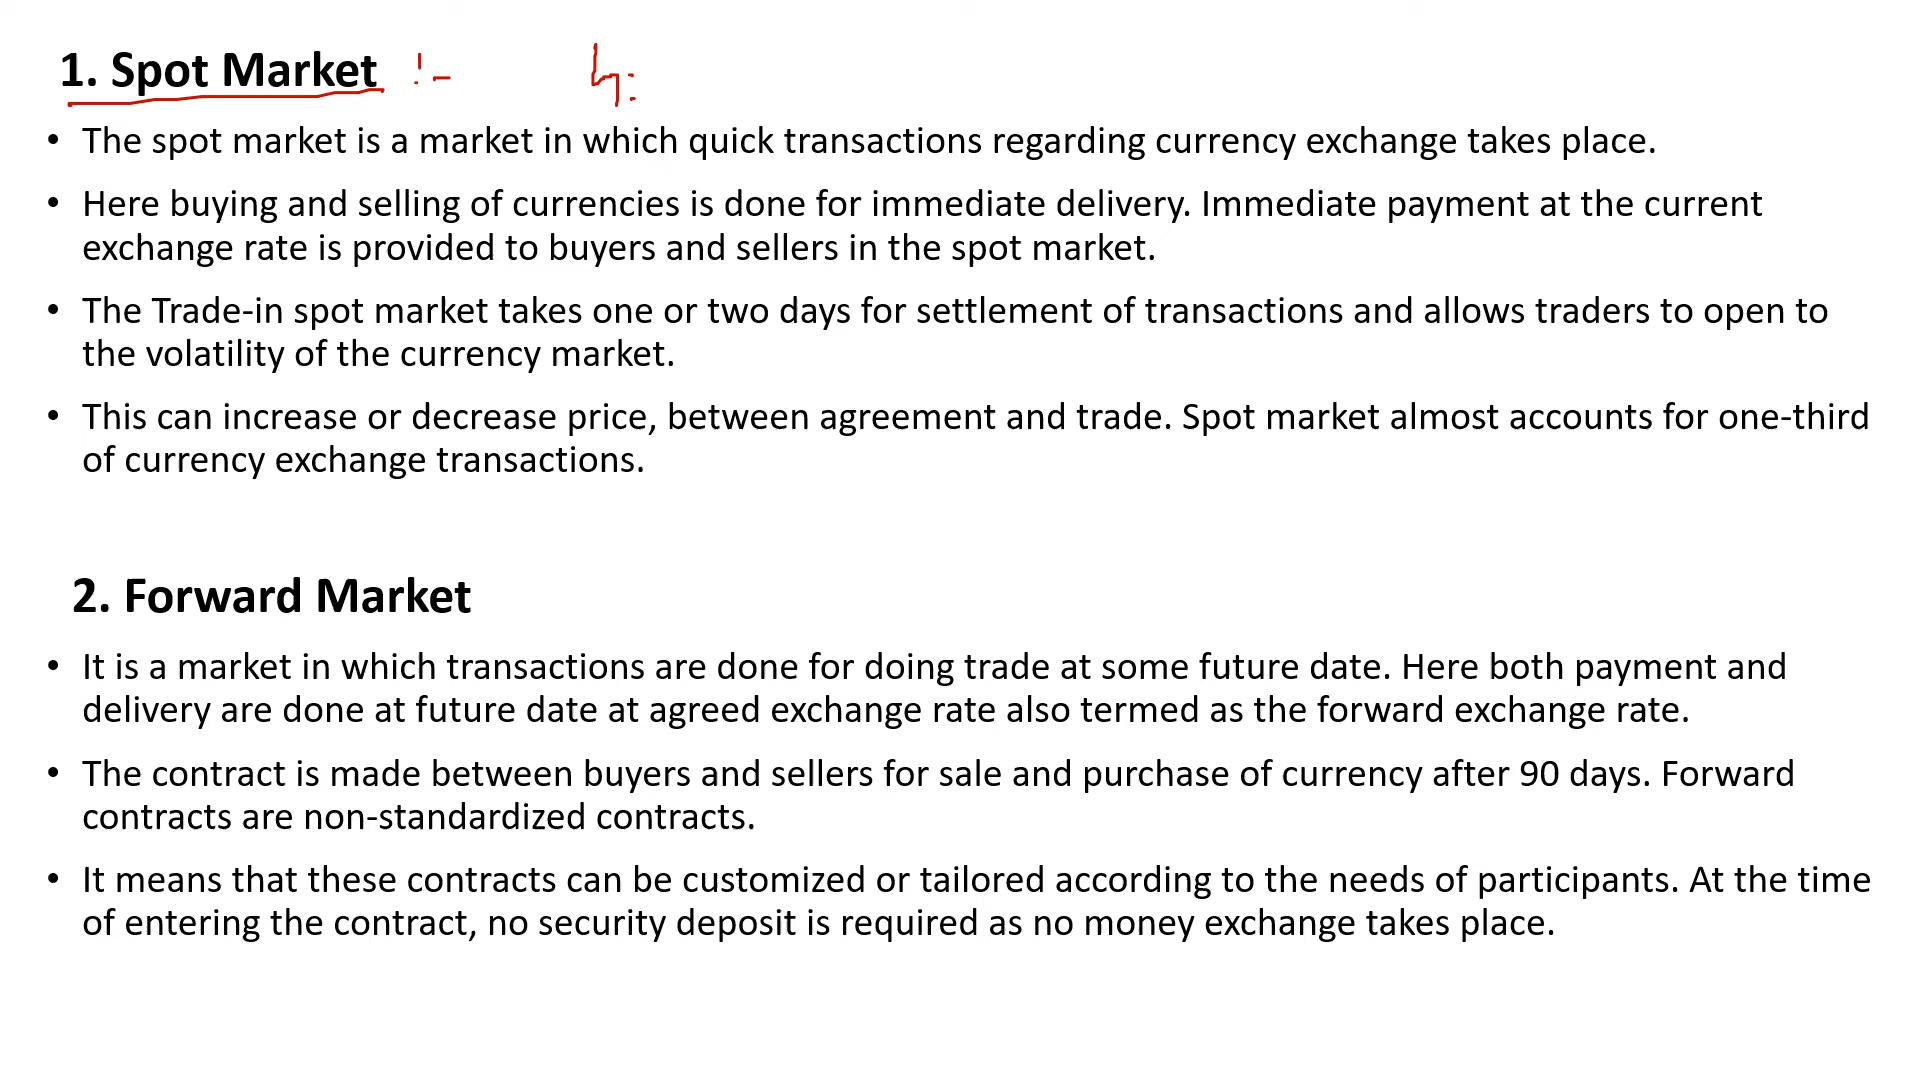 1. Spot Market :-
• The spot market is a market in which quick transactions regarding currency exchange takes place.
• Here buying and selling of currencies is done for immediate delivery. Immediate payment at the current
exchange rate is provided to buyers and sellers in the spot market.
• The Trade-in spot market takes one or two days for settlement of transactions and allows traders to open to
the volatility of the currency market.
• This can increase or decrease price, between agreement and trade. Spot market almost accounts for one-third
of currency exchange transactions.
2. Forward Market
• It is a market in which transactions are done for doing trade at some future date. Here both payment and
delivery are done at future date at agreed exchange rate also termed as the forward exchange rate.
• The contract is made between buyers and sellers for sale and purchase of currency after 90 days. Forward
contracts are non-standardized contracts.
• It means that these contracts can be customized or tailored according to the needs of participants. At the time
of entering the contract, no security deposit is required as no money exchange takes place.